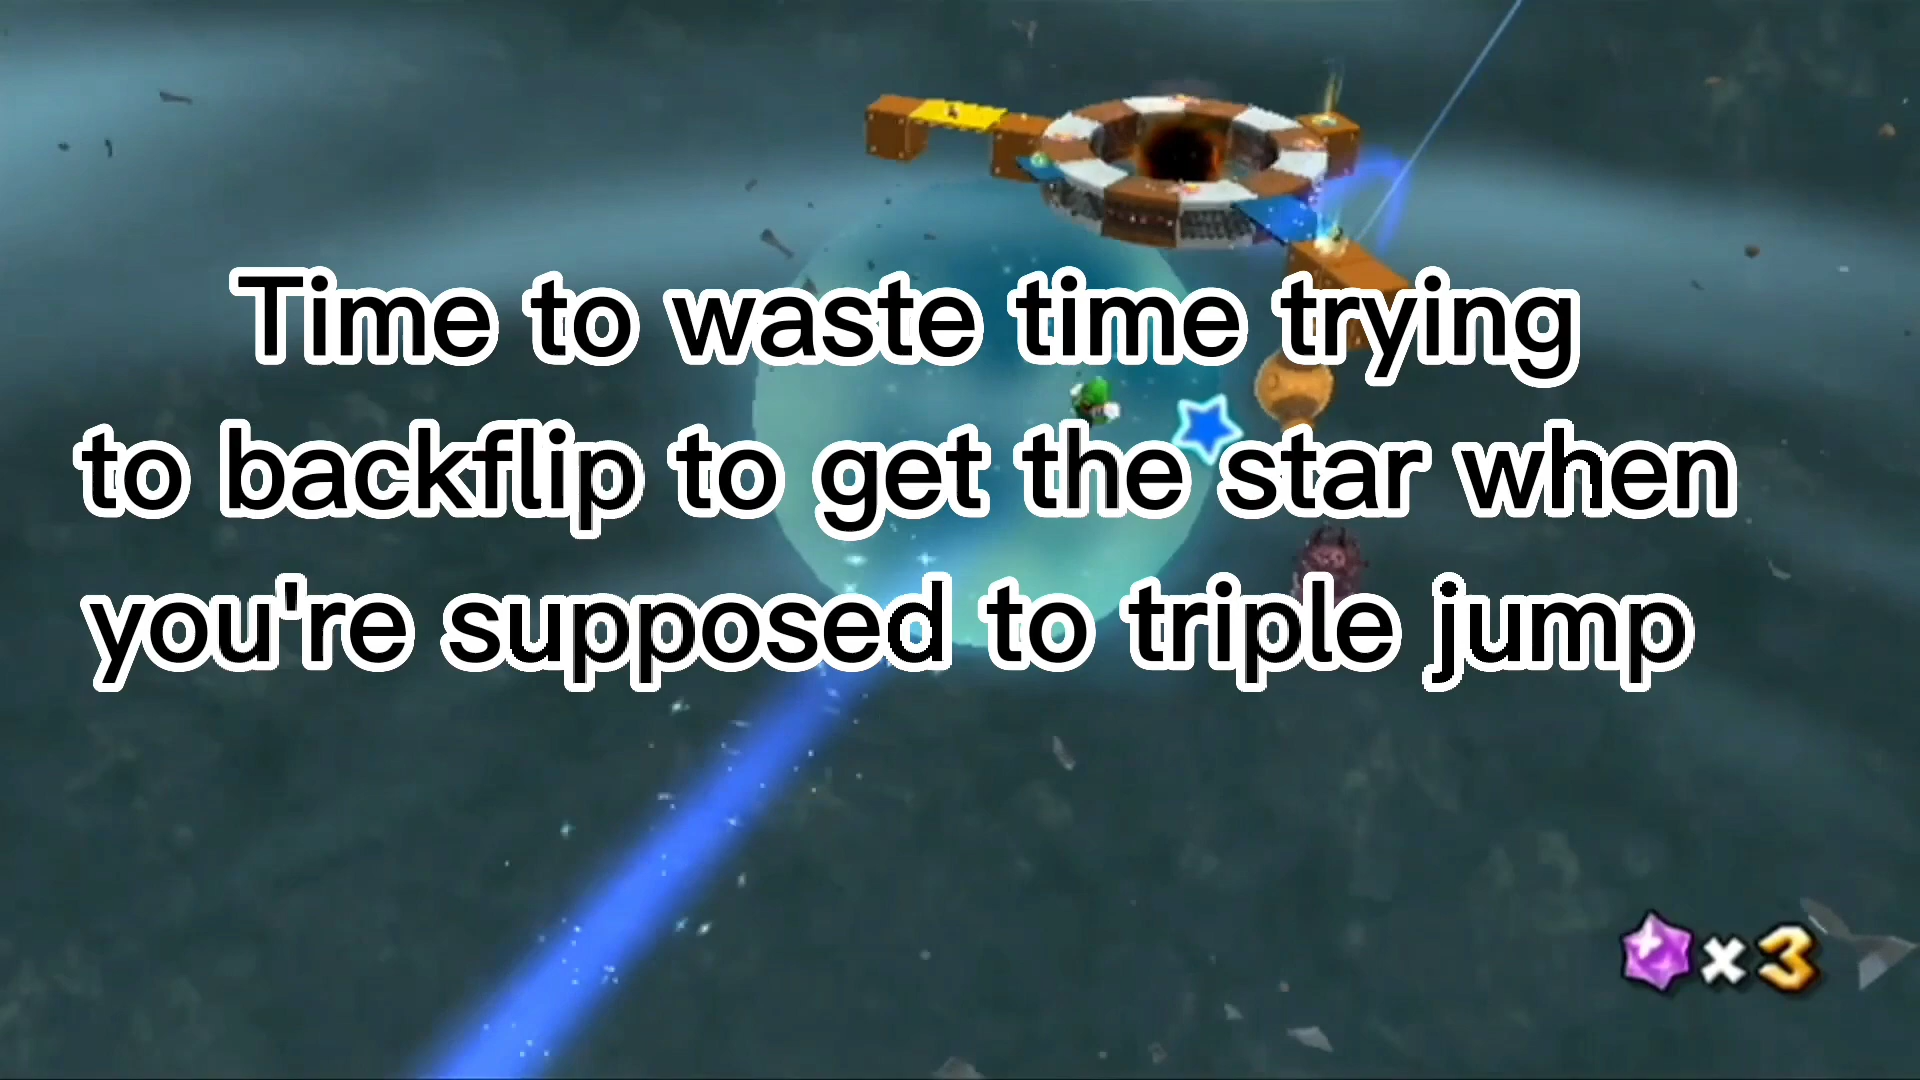 Time to waste time trying
to backflip to get the star when
you're supposed to triple jump
×3